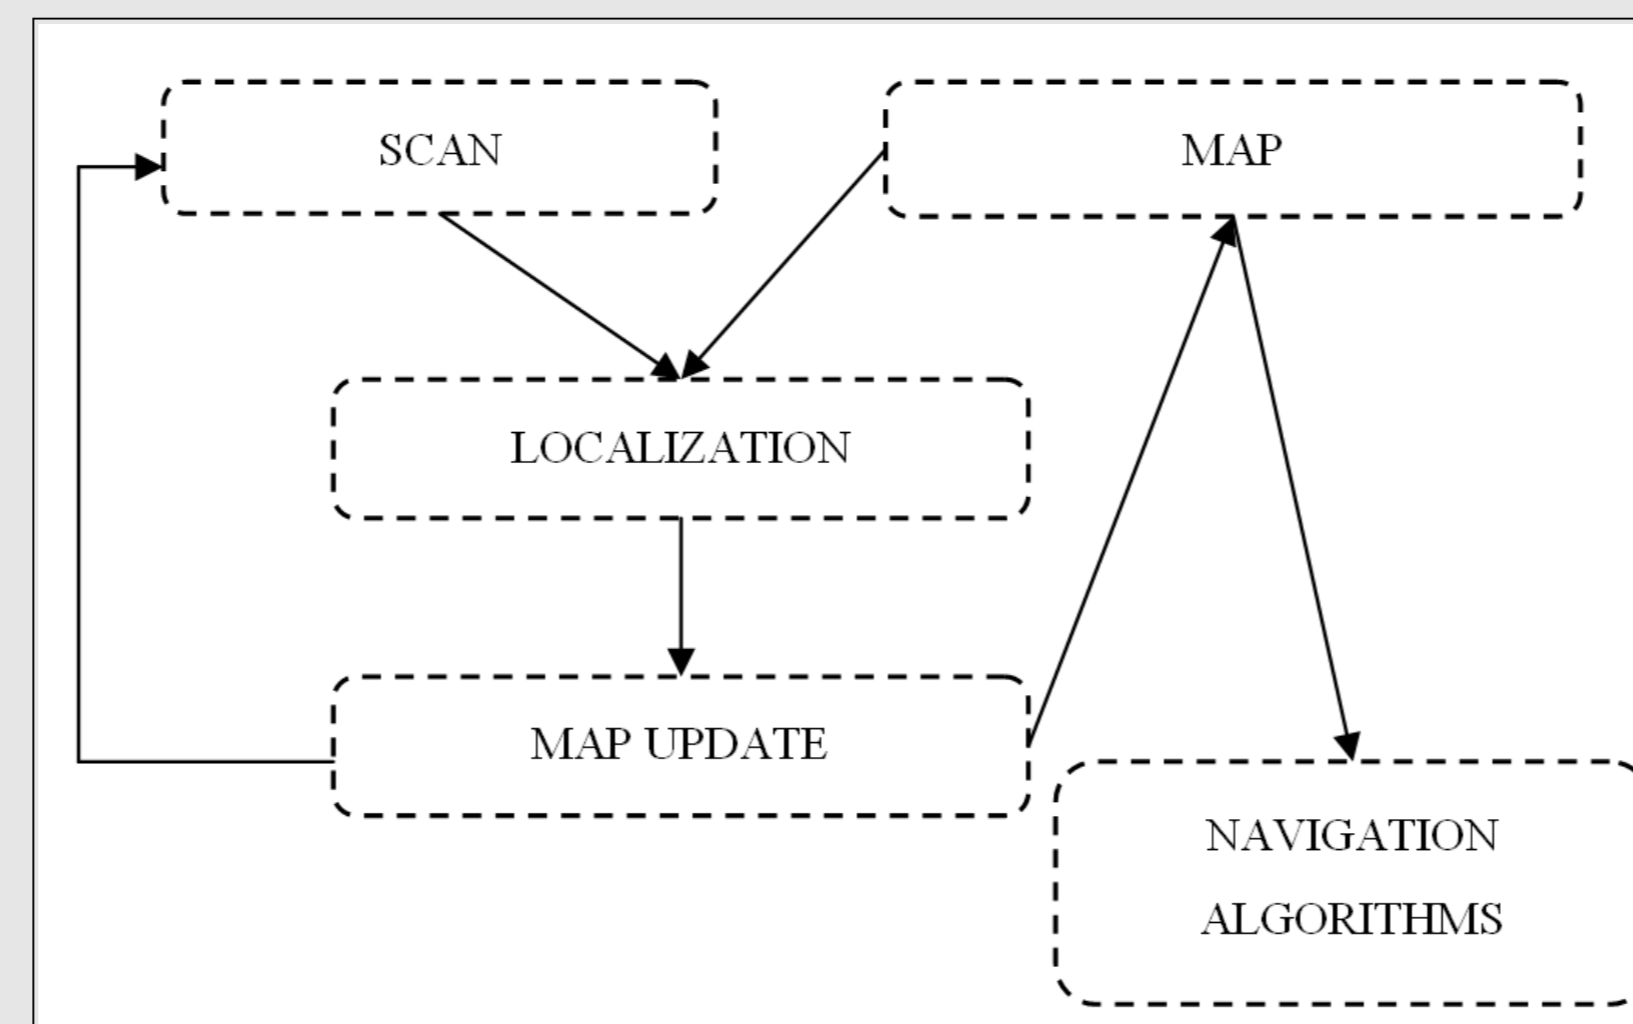 SCAN
MAP
LOCALIZATION
MAP UPDATE
NAVIGATION
ALGORITHMS